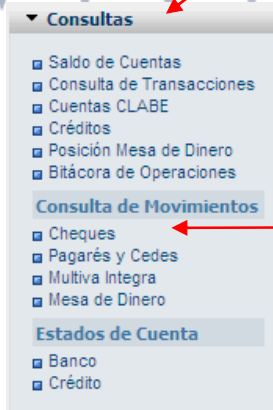 Consultas
Saldo de Cuentas
Consulta de Transacciones
Cuentas CLABE
Créditos
Posición Mesa de Dinero
Bitácora de Operaciones
Consulta de Movimientos
Cheques
Pagarés y Cedes
Multiva Integra
Mesa de Dinero
Estados de Cuenta
Banco
Crédito